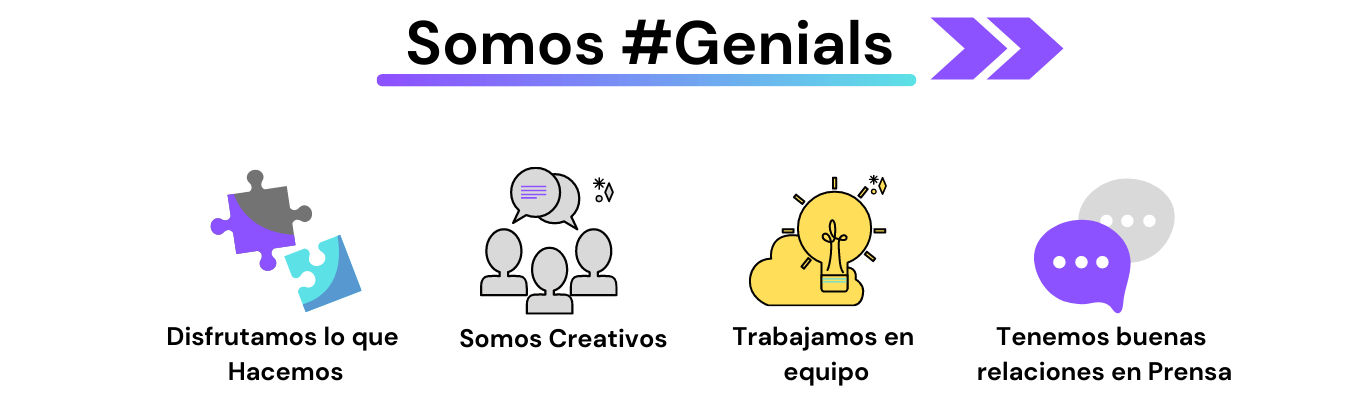 Somos #Genials
Disfrutamos lo que
Hacemos
Somos Creativos
Trabajamos en
equipo
Tenemos buenas
relaciones en Prensa